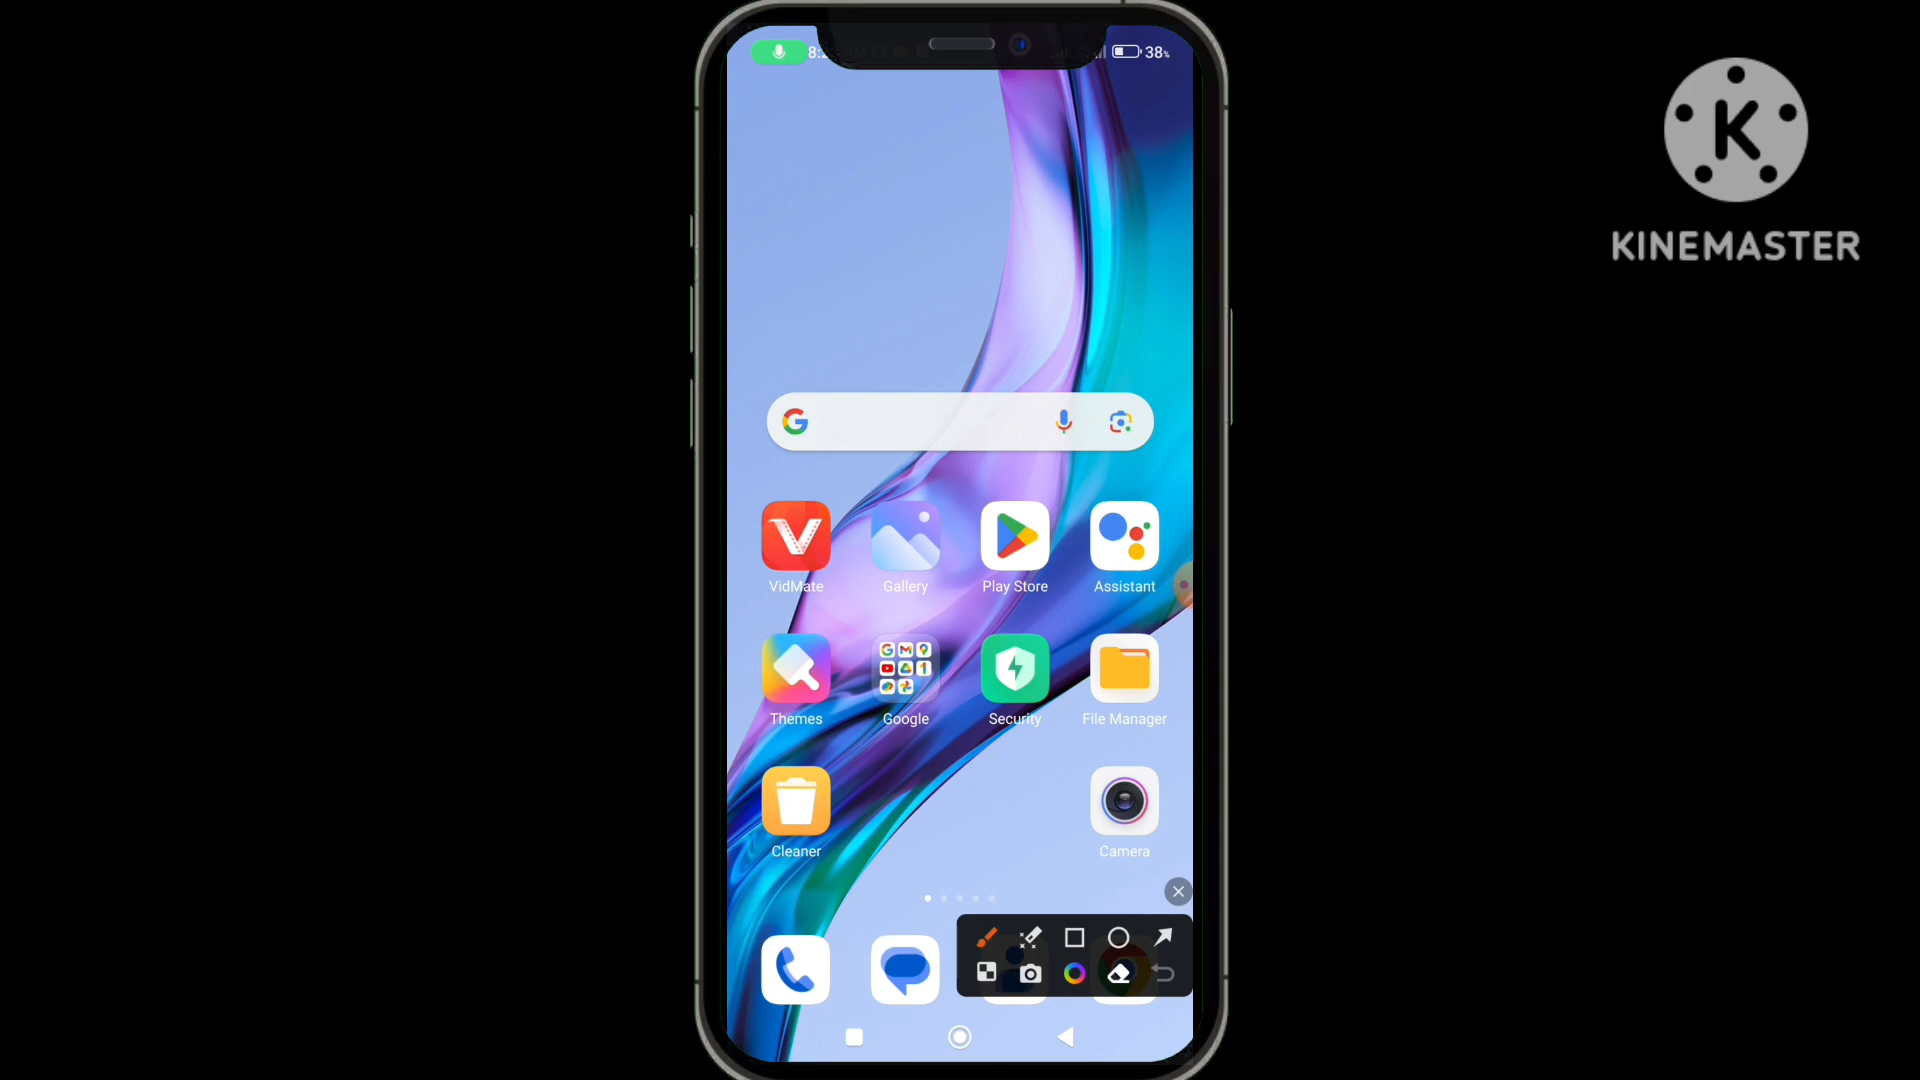 38%
KINEMASTER
VidMate
Gallery
Play Store
Assistant
Themes
Google
Security
File Manager
Cleaner
Camera